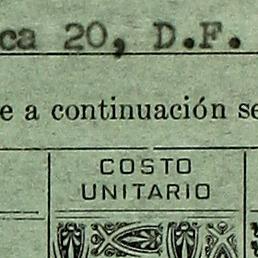 ca 20, D.F.
e a continuación se
COSTO
UNITARIO